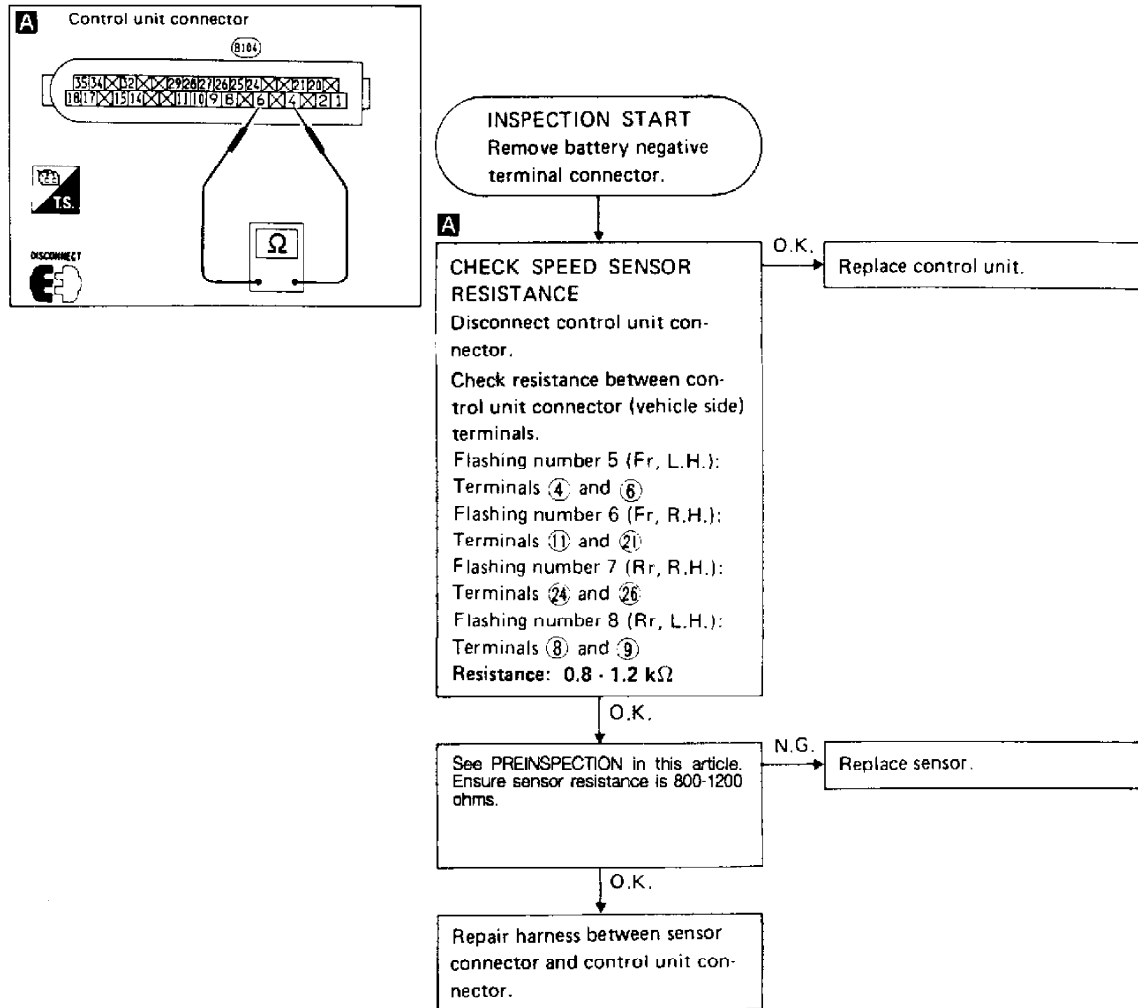 A Control unit connector
B104
35 34 32 29 28 27 26 25 24 21 20
18 17 15 14 11 10 9 8 6 4 2 1
T.S.
DISCONNECT
Ω
INSPECTION START
Remove battery negative
terminal connector.
A
CHECK SPEED SENSOR
RESISTANCE
Disconnect control unit con-
nector.
Check resistance between con-
trol unit connector (vehicle side)
terminals.
Flashing number 5 (Fr, L.H.):
Terminals 4 and 6
Flashing number 6 (Fr, R.H.):
Terminals 11 and 21
Flashing number 7 (Rr, R.H.):
Terminals 24 and 26
Flashing number 8 (Rr, L.H.):
Terminals 8 and 9
Resistance: 0.8 - 1.2 kΩ
O.K.
Replace control unit.
O.K.
See PREINSPECTION in this article.
Ensure sensor resistance is 800-1200
ohms.
N.G.
Replace sensor.
O.K.
Repair harness between sensor
connector and control unit con-
nector.